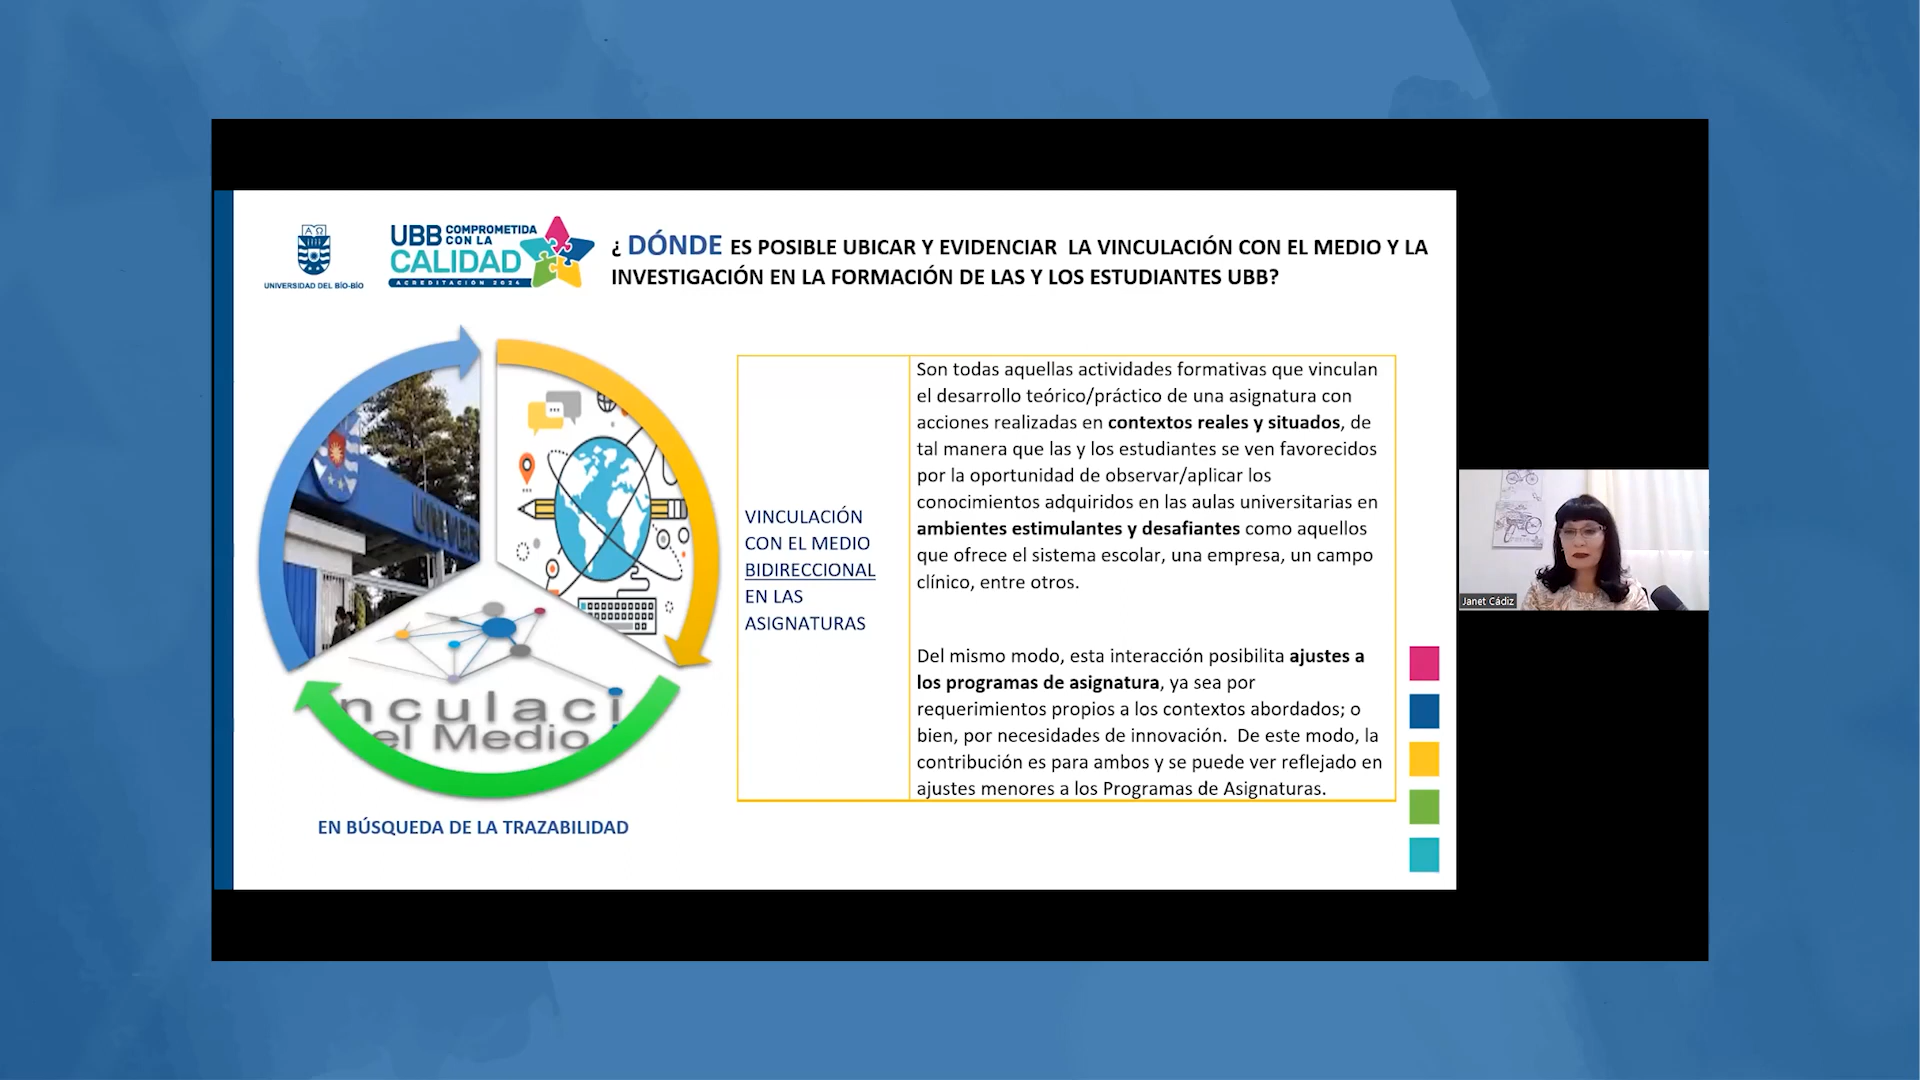 UNIVERSIDAD DEL BÍO-BÍO
UBB COMPROMETIDA
CON LA
CALIDAD
ACREDITACIÓN 2024
¿ DÓNDE ES POSIBLE UBICAR Y EVIDENCIAR LA VINCULACIÓN CON EL MEDIO Y LA
INVESTIGACIÓN EN LA FORMACIÓN DE LAS Y LOS ESTUDIANTES UBB?
UNIVERS
nculaci
el Medio
EN BÚSQUEDA DE LA TRAZABILIDAD
VINCULACIÓN
CON EL MEDIO
BIDIRECCIONAL
EN LAS
ASIGNATURAS
Son todas aquellas actividades formativas que vinculan
el desarrollo teórico/práctico de una asignatura con
acciones realizadas en contextos reales y situados, de
tal manera que las y los estudiantes se ven favorecidos
por la oportunidad de observar/aplicar los
conocimientos adquiridos en las aulas universitarias en
ambientes estimulantes y desafiantes como aquellos
que ofrece el sistema escolar, una empresa, un campo
clínico, entre otros.
Del mismo modo, esta interacción posibilita ajustes a
los programas de asignatura, ya sea por
requerimientos propios a los contextos abordados; o
bien, por necesidades de innovación. De este modo, la
contribución es para ambos y se puede ver reflejado en
ajustes menores a los Programas de Asignaturas.
Janet Cádiz